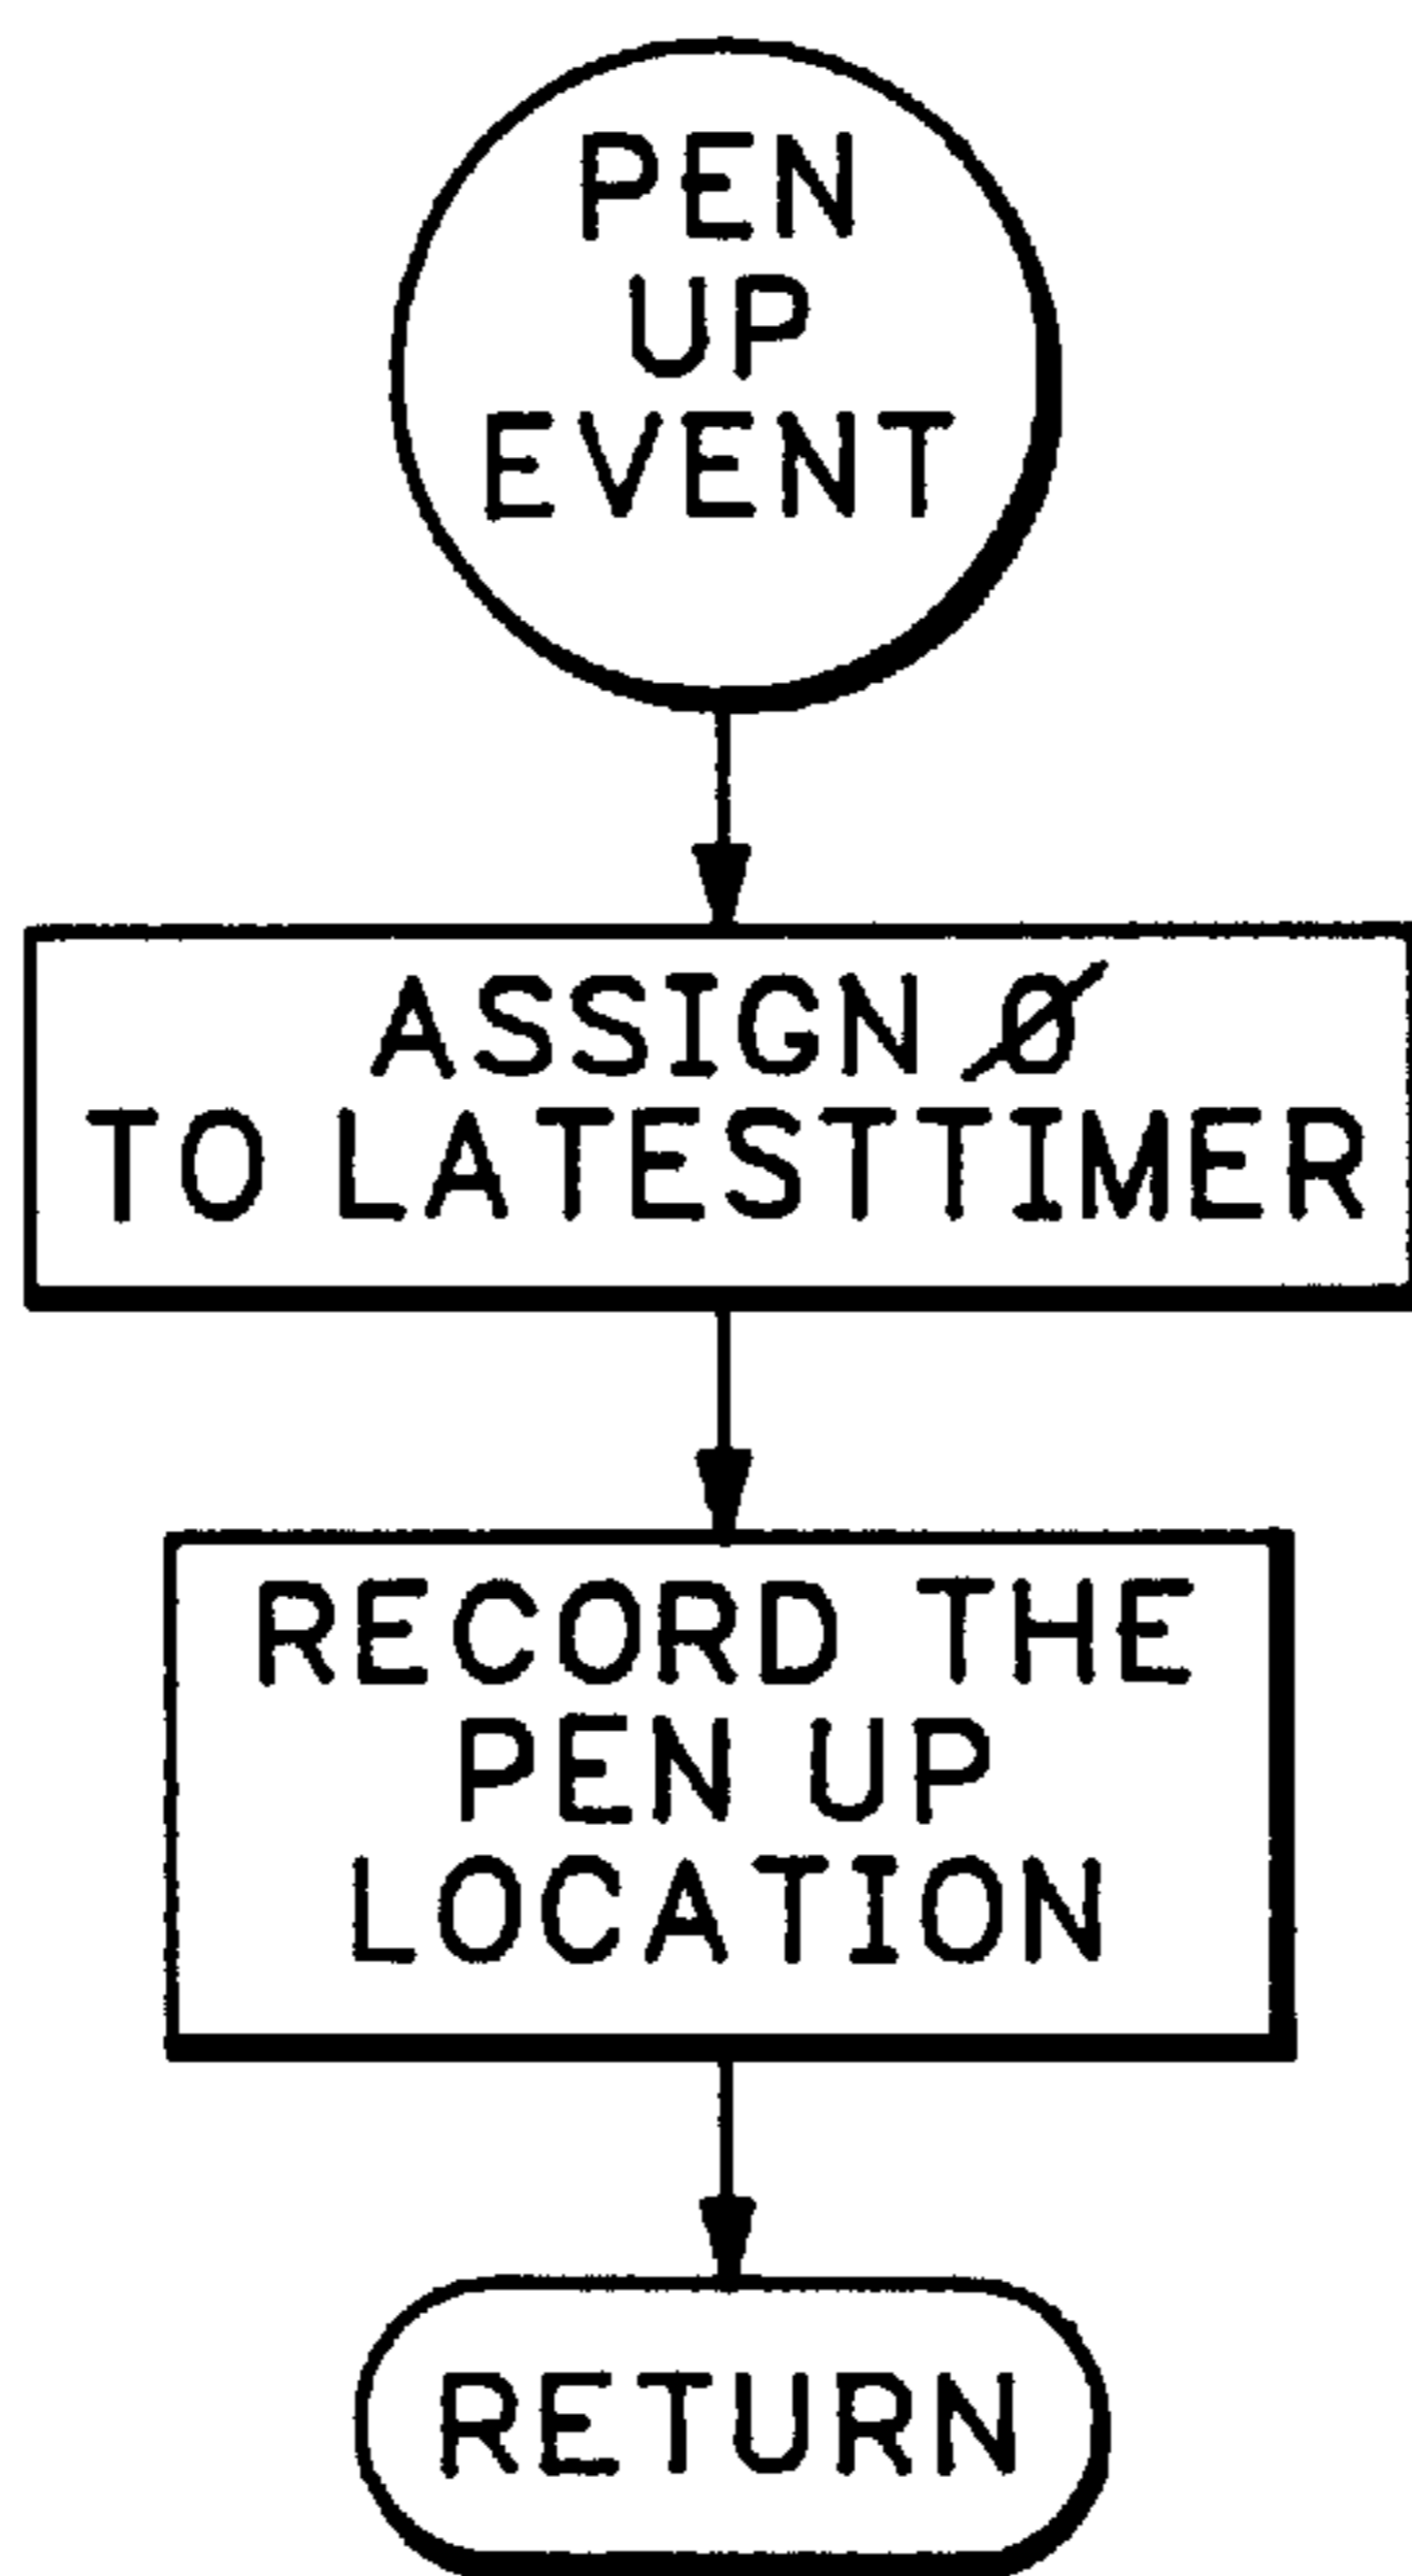 PEN
UP
EVENT
ASSIGN Ø
TO LATESTTIMER
RECORD THE
PEN UP
LOCATION
RETURN